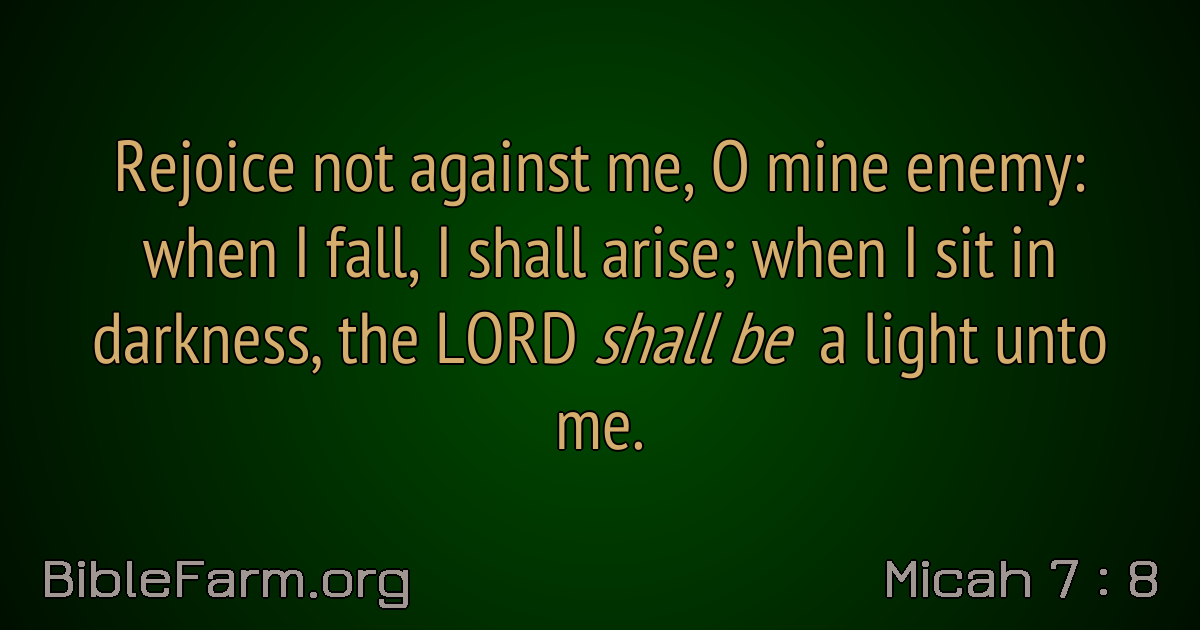 Rejoice not against me, O mine enemy:
when I fall, I shall arise; when I sit in
darkness, the LORD shall be a light unto
me.
BibleFarm.org
Micah 7 : 8